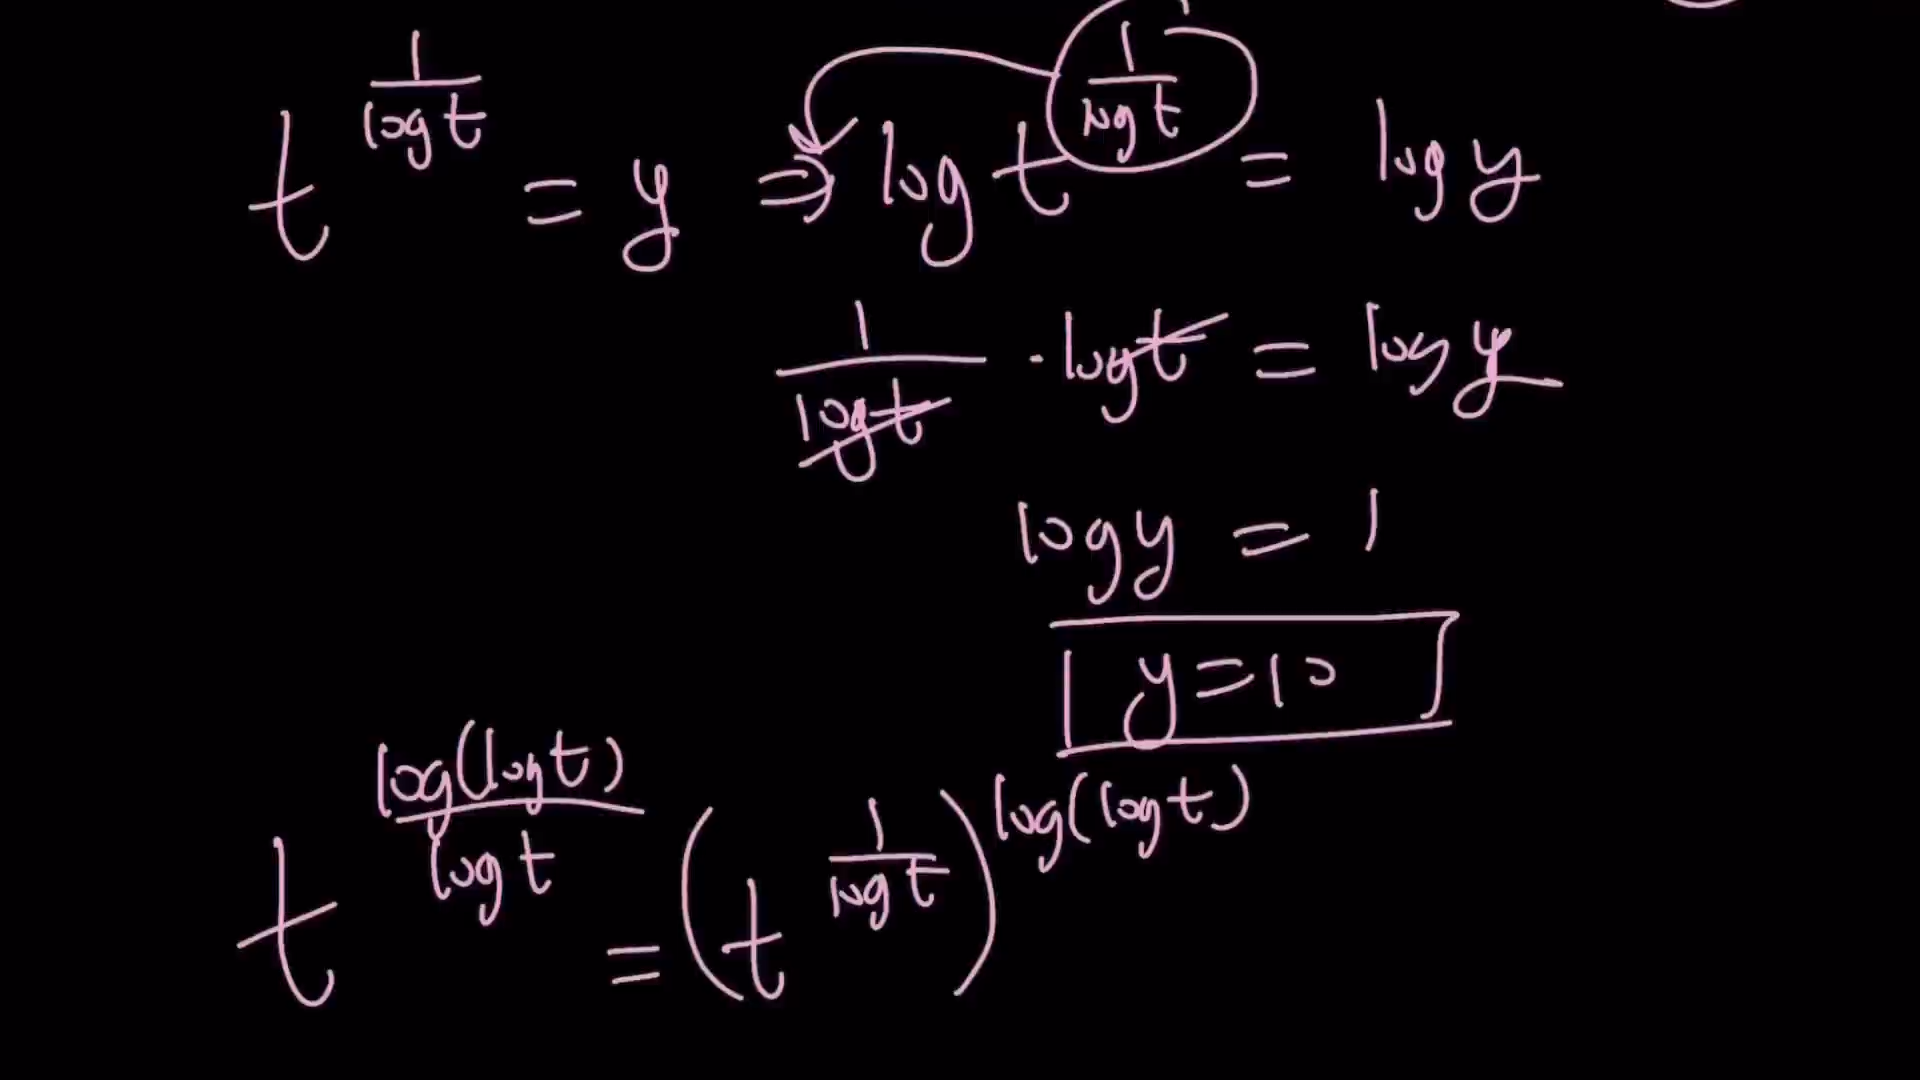 t^(1/log t) = y ⇒ log t^(1/log t) = log y
1/log t · log t = log y
log y = 1
y = 10
t^(log(log t)/log t) = (t^(1/log t))^log(log t)